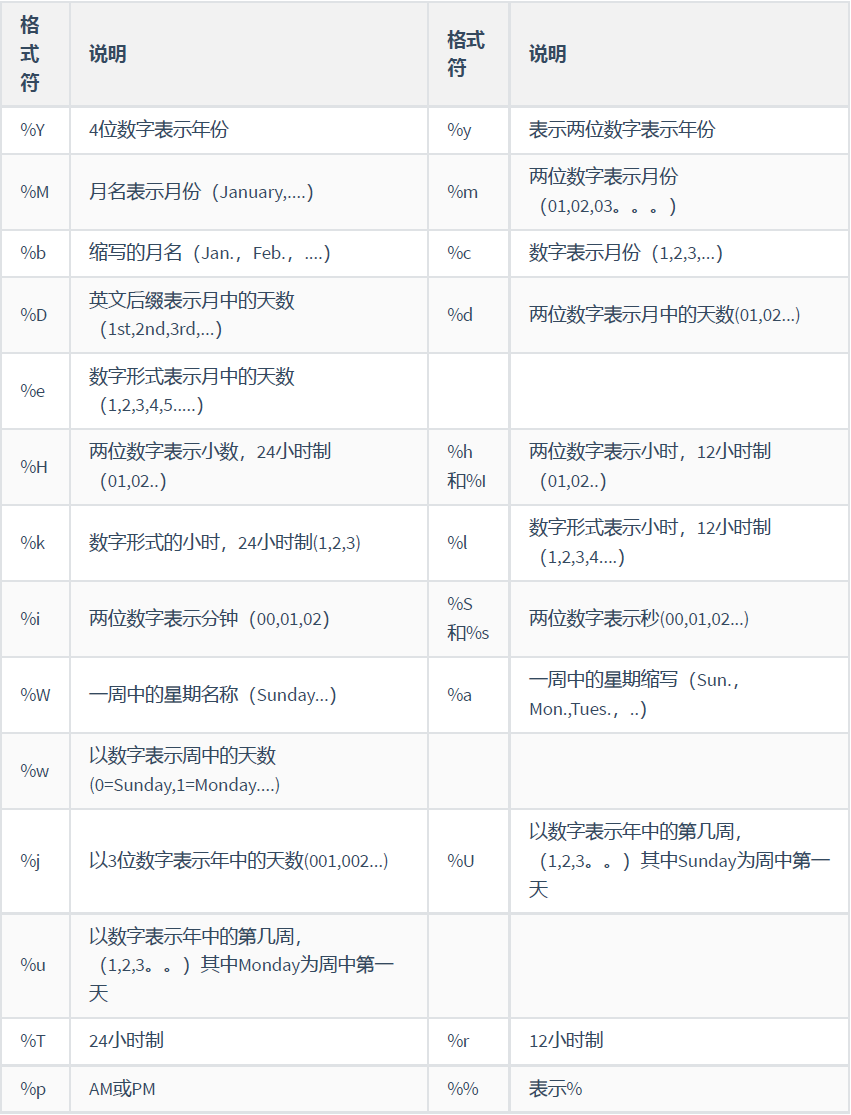 格
式
符
说明
格式
符
说明
%Y
4位数字表示年份
%y
表示两位数字表示年份
%M
月名表示月份（January,....）
%m
两位数字表示月份
（01,02,03。。。）
%b
缩写的月名（Jan.，Feb.，....）
%c
数字表示月份（1,2,3,...）
%D
英文后缀表示月中的天数
（1st,2nd,3rd,...）
%d
两位数字表示月中的天数(01,02...)
%e
数字形式表示月中的天数
（1,2,3,4,5.....）
%H
两位数字表示小数，24小时制
（01,02..）
%h
和%I
两位数字表示小时，12小时制
（01,02..）
%k
数字形式的小时，24小时制(1,2,3)
%l
数字形式表示小时，12小时制
（1,2,3,4....）
%i
两位数字表示分钟（00,01,02）
%S
和%s
两位数字表示秒(00,01,02...)
%W
一周中的星期名称（Sunday...）
%a
一周中的星期缩写（Sun.，
Mon.,Tues.，..）
%w
以数字表示周中的天数
(0=Sunday,1=Monday....)
%j
以3位数字表示年中的天数(001,002...)
%U
以数字表示年中的第几周，
（1,2,3。。）其中Sunday为周中第一
天
%u
以数字表示年中的第几周，
（1,2,3。。）其中Monday为周中第一
天
%T
24小时制
%r
12小时制
%p
AM或PM
%%
表示%